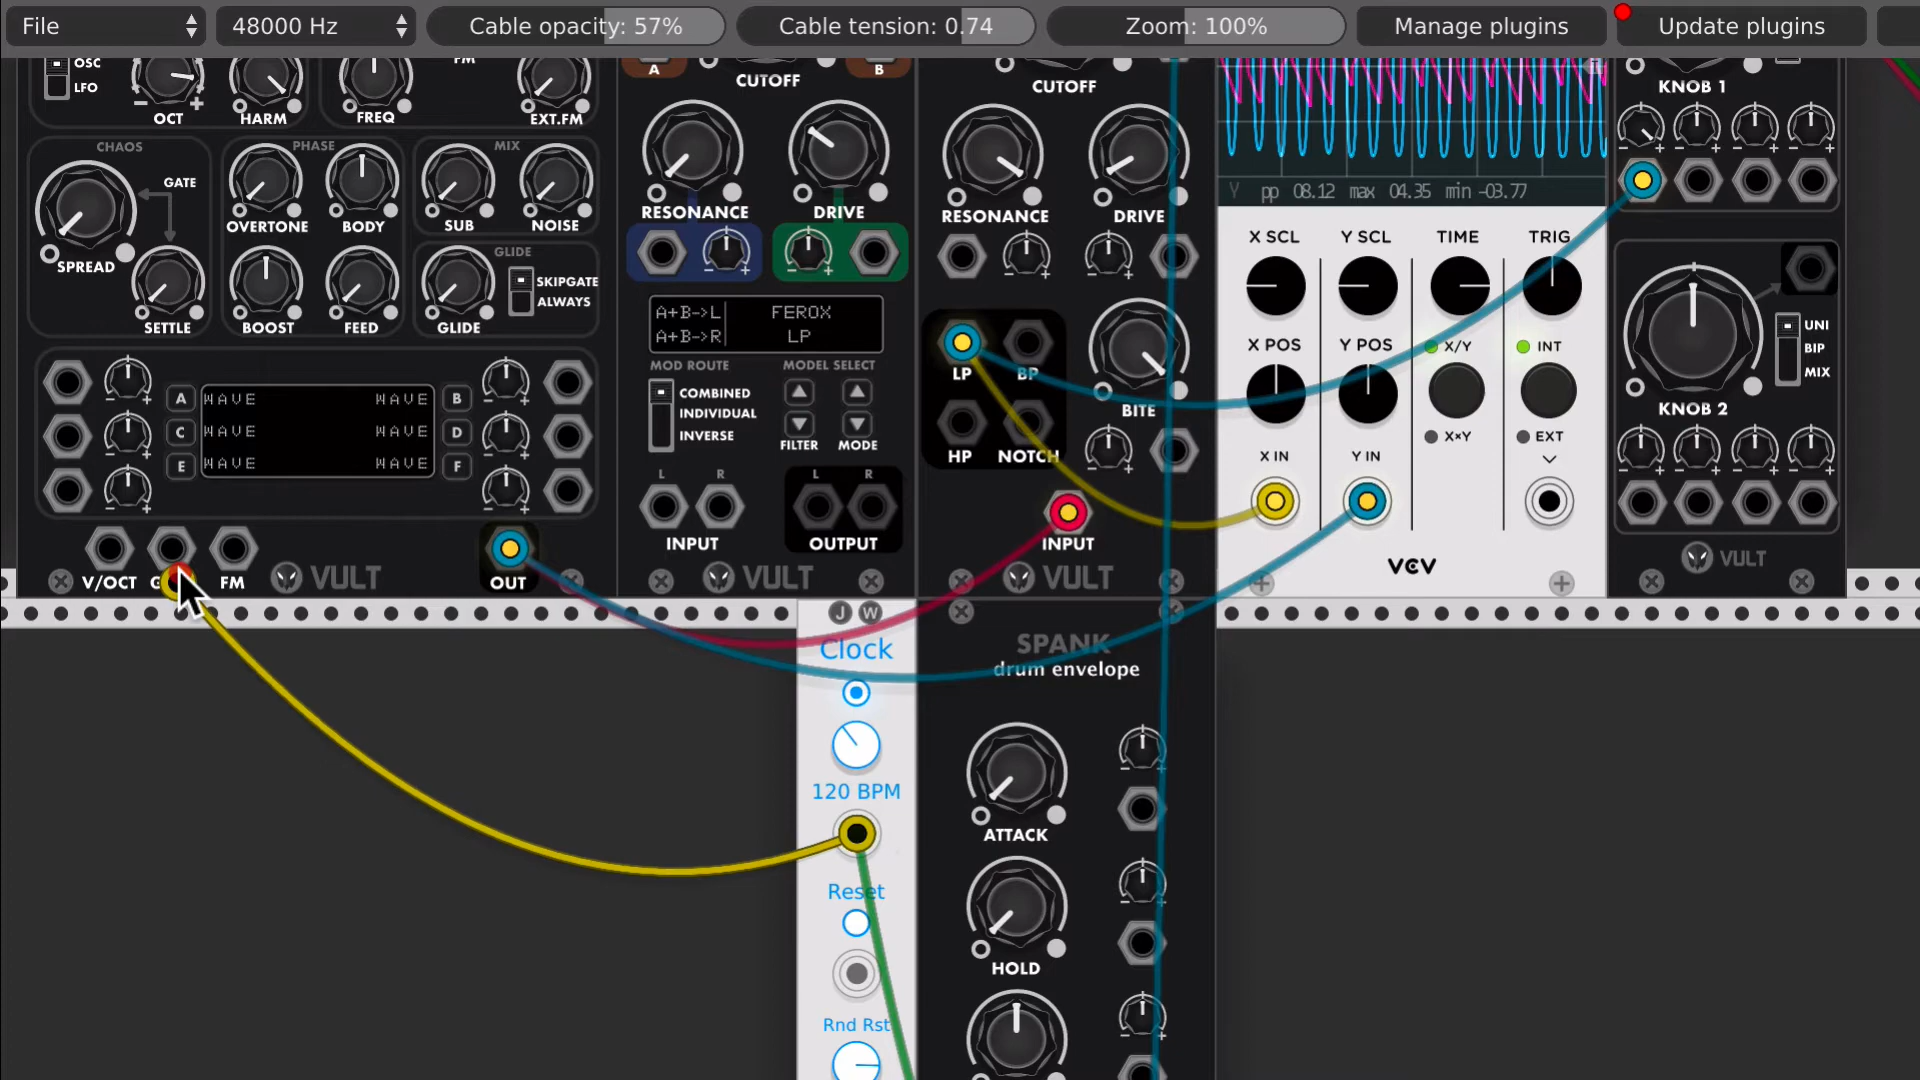 File
48000 Hz
Cable opacity: 57%
Cable tension: 0.74
Zoom: 100%
Manage plugins
Update plugins
OSC
LFO
OCT
HARM
FREQ
FM
EXT.FM
CHAOS
GATE
SPREAD
SETTLE
PHASE
OVERTONE
BODY
BOOST
FEED
MIX
SUB
NOISE
GLIDE
GLIDE
SKIPGATE
ALWAYS
A
WAVE WAVE
B
C
WAVE WAVE
D
E
WAVE WAVE
F
V/OCT
FM
VULT
OUT
A
CUTOFF
B
RESONANCE
DRIVE
A+B->L FEROX
A+B->R LP
MOD ROUTE
MODEL SELECT
COMBINED
INDIVIDUAL
INVERSE
FILTER
MODE
L
R
INPUT
L
R
OUTPUT
VULT
CUTOFF
RESONANCE
DRIVE
LP
BP
HP
NOTCH
BITE
INPUT
VULT
Y pp 08.12 max 04.35 min -03.77
X SCL
Y SCL
TIME
TRIG
X POS
Y POS
X/Y
INT
X×Y
EXT
X IN
Y IN
VCV
KNOB 1
KNOB 2
UNI
BIP
MIX
VULT
J W
Clock
120 BPM
Reset
Rnd Rst
SPANK
drum envelope
ATTACK
HOLD